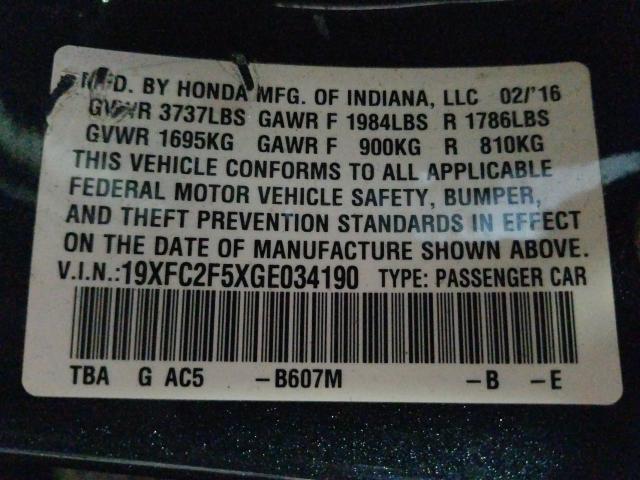 MFD. BY HONDA MFG. OF INDIANA, LLC 02/'16
GVWR 3737LBS GAWR F 1984LBS R 1786LBS
GVWR 1695KG GAWR F 900KG R 810KG
THIS VEHICLE CONFORMS TO ALL APPLICABLE
FEDERAL MOTOR VEHICLE SAFETY, BUMPER,
AND THEFT PREVENTION STANDARDS IN EFFECT
ON THE DATE OF MANUFACTURE SHOWN ABOVE.
V.I.N.:19XFC2F5XGE034190 TYPE: PASSENGER CAR
TBA G AC5 –B607M –B –E